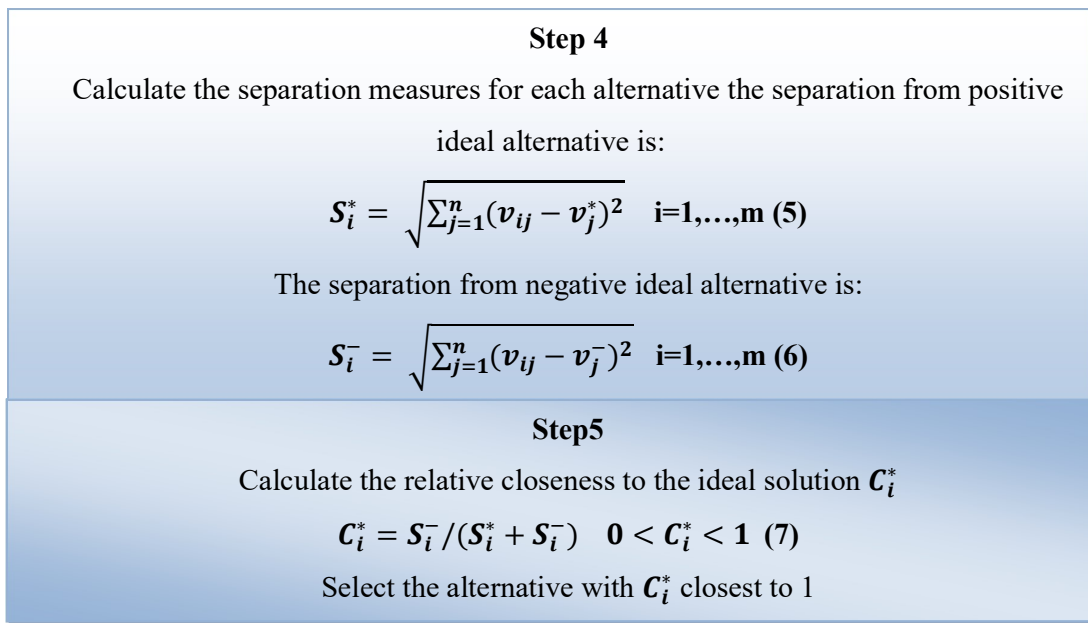 Step 4
Calculate the separation measures for each alternative the separation from positive
ideal alternative is:
$S_i^* = \sqrt{\sum_{j=1}^{n}(v_{ij} - v_j^*)^2}$ i=1,…,m (5)
The separation from negative ideal alternative is:
$S_i^- = \sqrt{\sum_{j=1}^{n}(v_{ij} - v_j^-)^2}$ i=1,…,m (6)
Step5
Calculate the relative closeness to the ideal solution $C_i^*$
$C_i^* = S_i^-/(S_i^* + S_i^-)$ $0 < C_i^* < 1$ (7)
Select the alternative with $C_i^*$ closest to 1